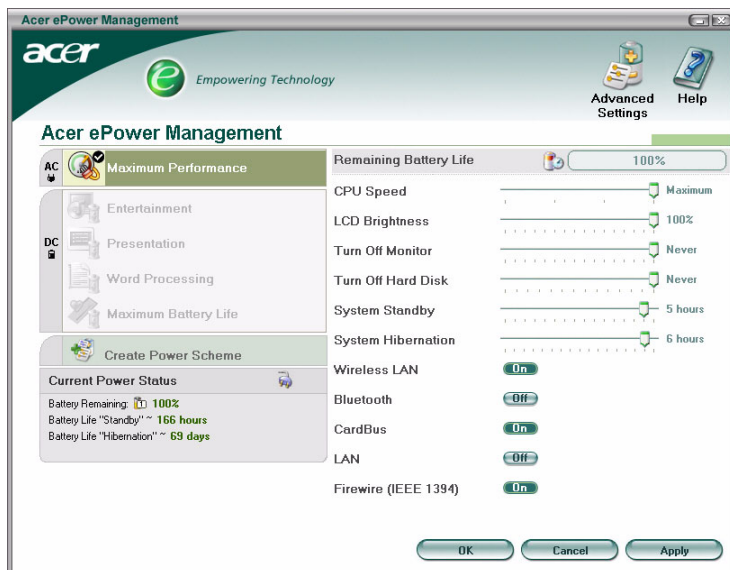 Acer ePower Management
acer
e Empowering Technology
Advanced Settings
Help
Acer ePower Management
AC
Maximum Performance
DC
Entertainment
Presentation
Word Processing
Maximum Battery Life
Create Power Scheme
Current Power Status
Battery Remaining: 100%
Battery Life "Standby" ~ 166 hours
Battery Life "Hibernation" ~ 69 days
Remaining Battery Life 100%
CPU Speed Maximum
LCD Brightness 100%
Turn Off Monitor Never
Turn Off Hard Disk Never
System Standby 5 hours
System Hibernation 6 hours
Wireless LAN On
Bluetooth Off
CardBus On
LAN Off
Firewire (IEEE 1394) On
OK Cancel Apply